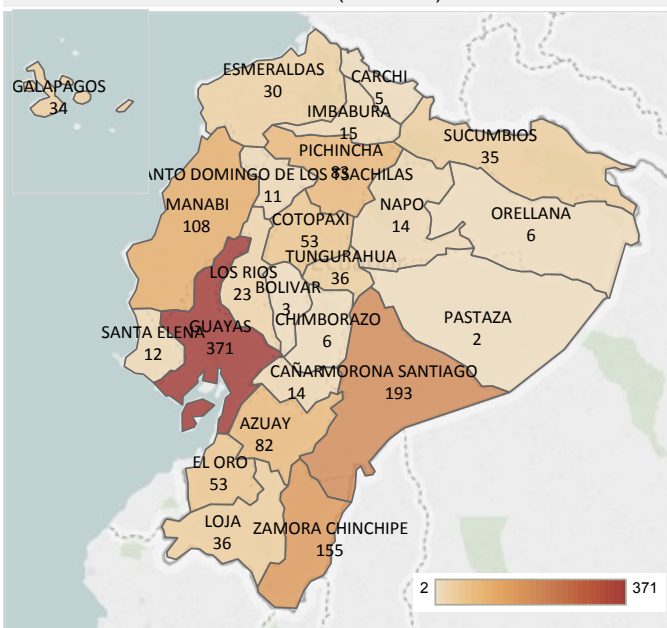 GALAPAGOS
34
ESMERALDAS
30
CARCHI
5
IMBABURA
15
SUCUMBIOS
35
PICHINCHA
83
ANTO DOMINGO DE LOS TSACHILAS
11
MANABI
108
NAPO
14
ORELLANA
6
COTOPAXI
53
TUNGURAHUA
36
LOS RIOS
23
BOLIVAR
3
CHIMBORAZO
6
PASTAZA
2
SANTA ELENA
12
GUAYAS
371
CAÑAR
14
MORONA SANTIAGO
193
AZUAY
82
EL ORO
53
LOJA
36
ZAMORA CHINCHIPE
155
2 371